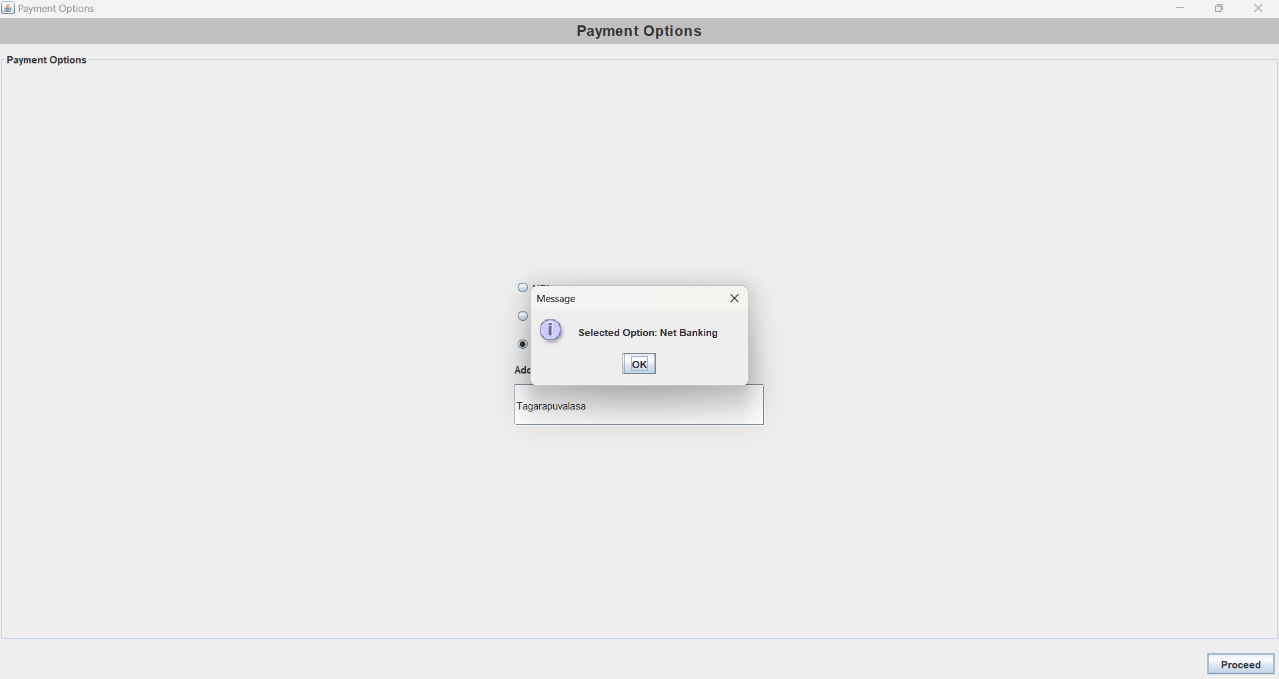 Payment Options
Payment Options
Payment Options
Message
Selected Option: Net Banking
OK
Tagarapuvalasa
Proceed